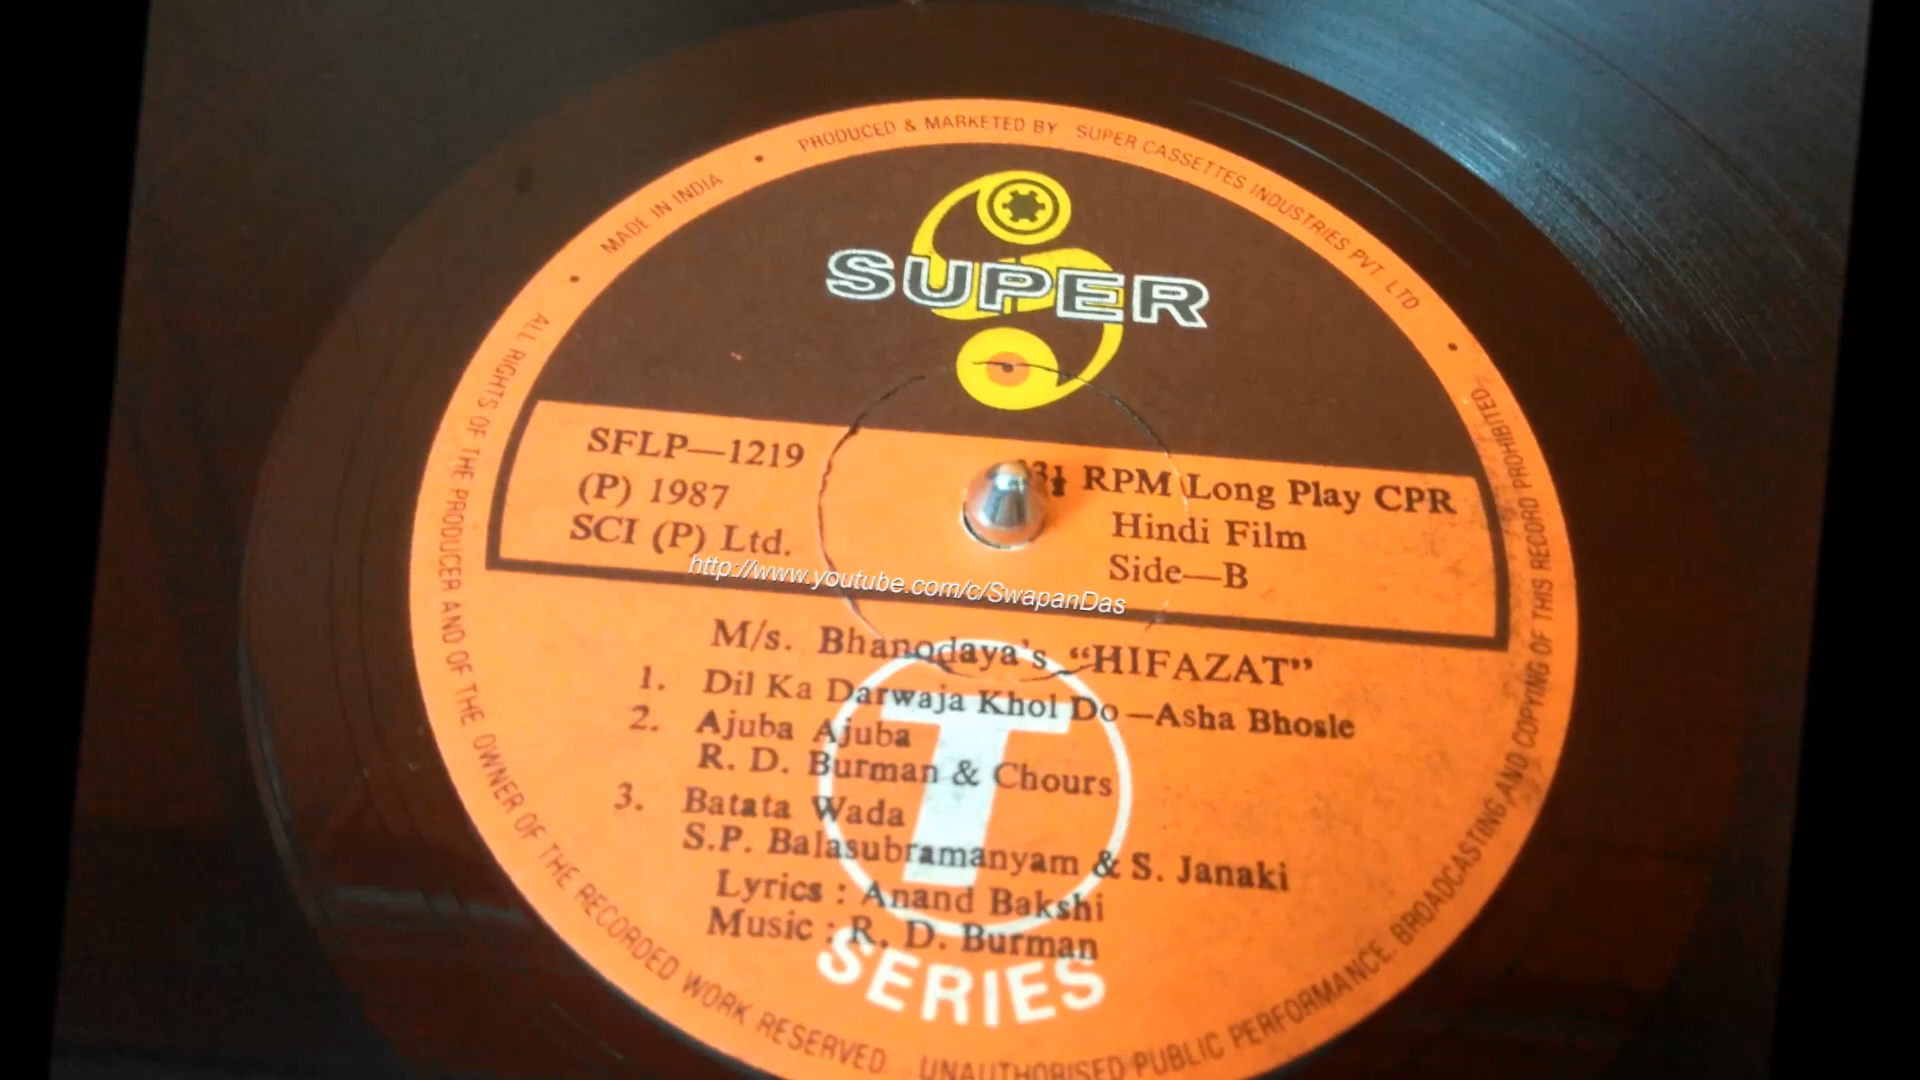 MADE IN INDIA • PRODUCED & MARKETED BY SUPER CASSETTES INDUSTRIES PVT. LTD •
SUPER
SFLP—1219
(P) 1987
SCI (P) Ltd.
RPM Long Play CPR
Hindi Film
Side—B
http://www.youtube.com/c/SwapanDas
M/s. Bhanodaya's "HIFAZAT"
1. Dil Ka Darwaja Khol Do—Asha Bhosle
2. Ajuba Ajuba
R. D. Burman & Chours
3. Batata Wada
S.P. Balasubramanyam & S. Janaki
Lyrics : Anand Bakshi
Music : R. D. Burman
T
SERIES
ALL RIGHTS OF THE PRODUCER AND OF THE OWNER OF THE RECORDED WORK RESERVED. UNAUTHORISED PUBLIC PERFORMANCE. BROADCASTING AND COPYING OF THIS RECORD PROHIBITED.